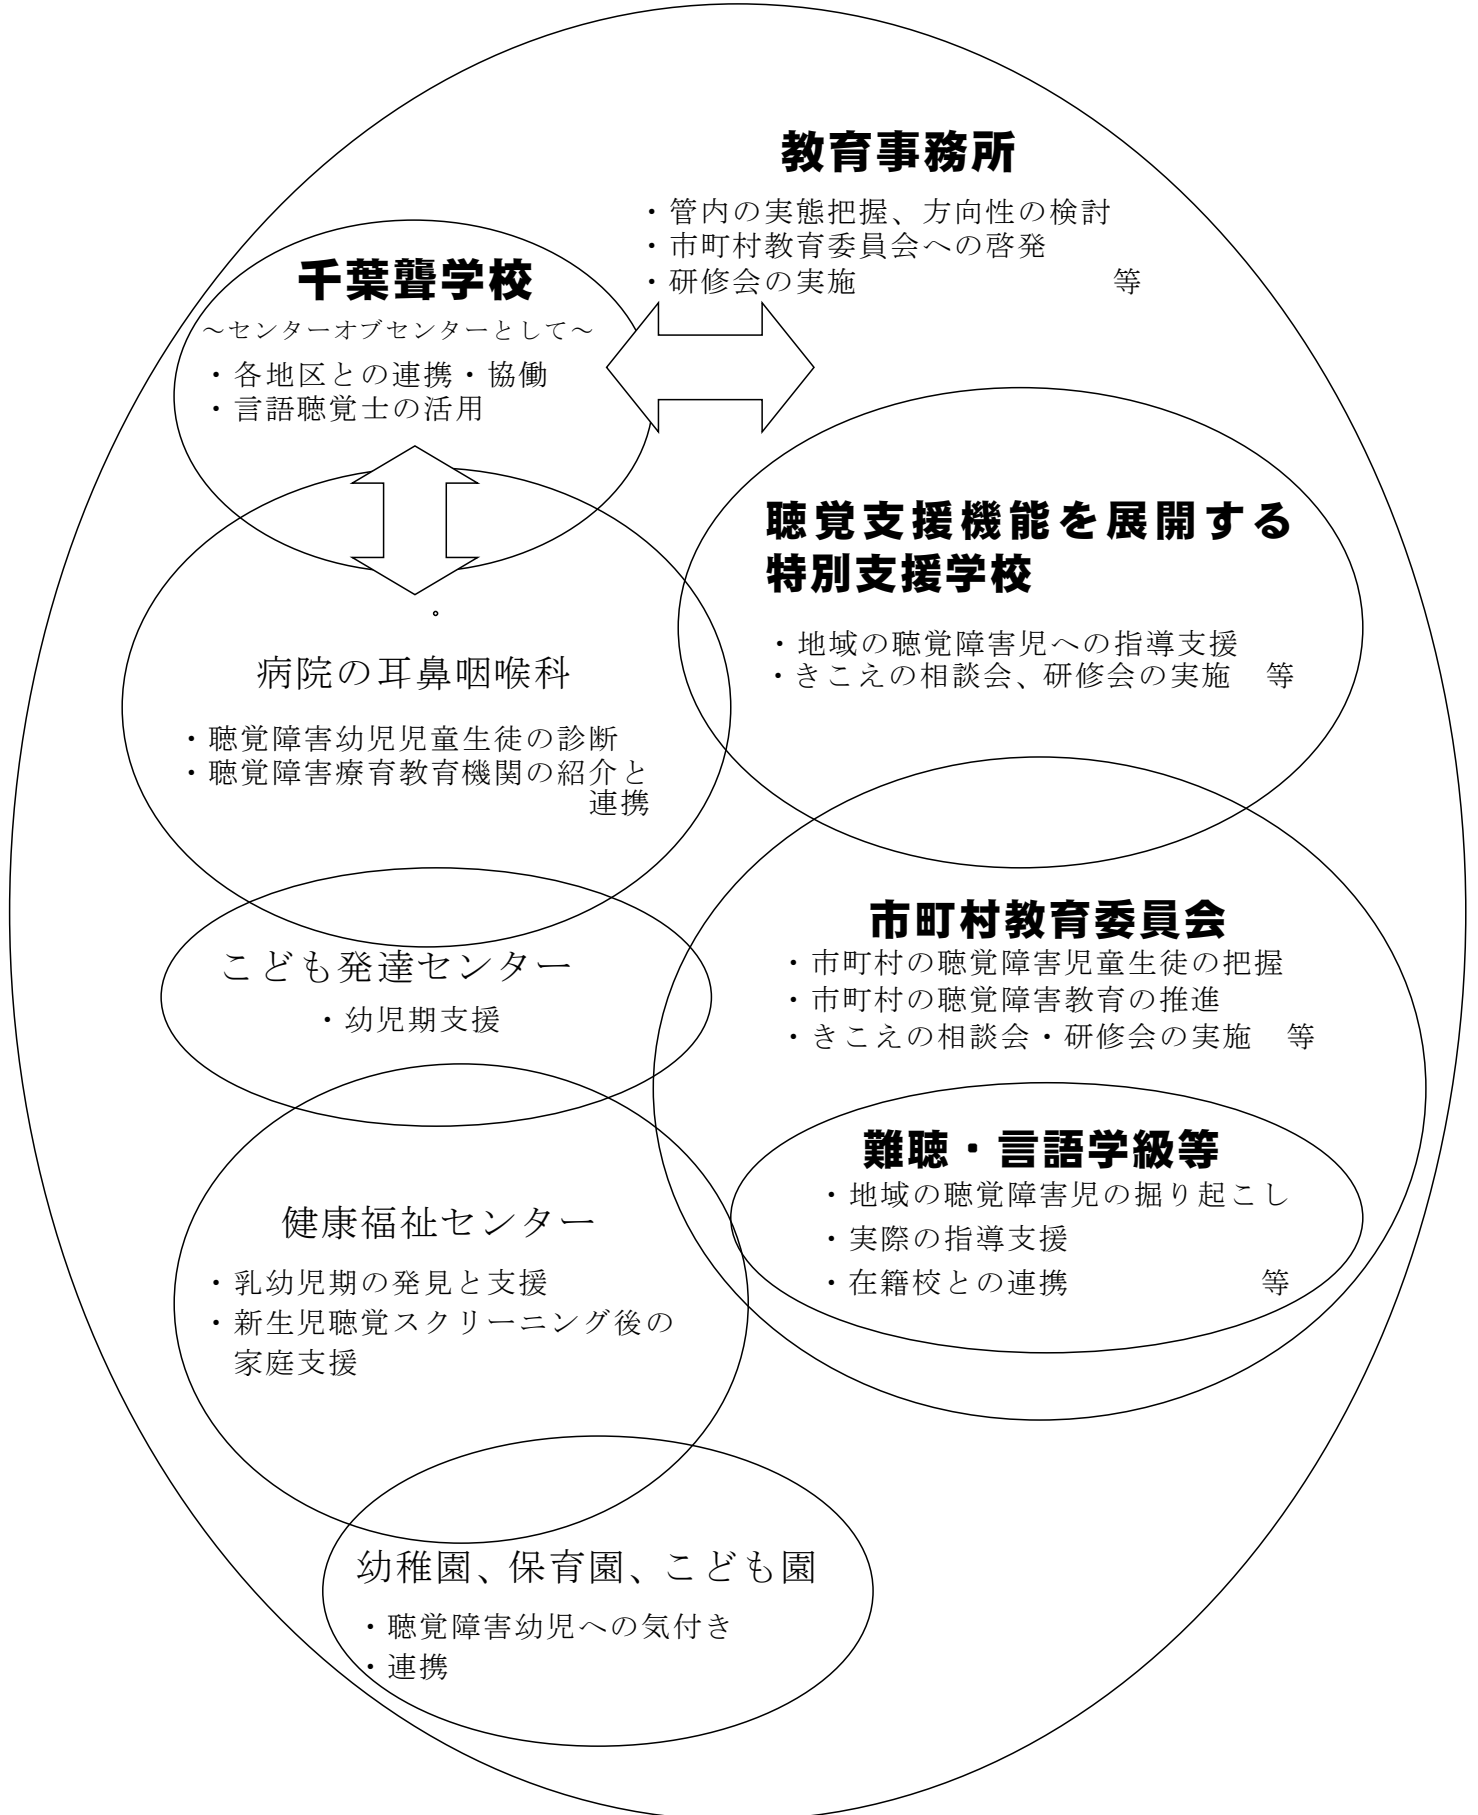 教育事務所
・管内の実態把握、方向性の検討
・市町村教育委員会への啓発
・研修会の実施　等
千葉聾学校
～センターオブセンターとして～
・各地区との連携・協働
・言語聴覚士の活用
聴覚支援機能を展開する
特別支援学校
・地域の聴覚障害児への指導支援
・きこえの相談会、研修会の実施　等
。
病院の耳鼻咽喉科
・聴覚障害幼児児童生徒の診断
・聴覚障害療育教育機関の紹介と
連携
市町村教育委員会
・市町村の聴覚障害児童生徒の把握
・市町村の聴覚障害教育の推進
・きこえの相談会・研修会の実施　等
こども発達センター
・幼児期支援
難聴・言語学級等
・地域の聴覚障害児の掘り起こし
・実際の指導支援
・在籍校との連携　等
健康福祉センター
・乳幼児期の発見と支援
・新生児聴覚スクリーニング後の
家庭支援
幼稚園、保育園、こども園
・聴覚障害幼児への気付き
・連携